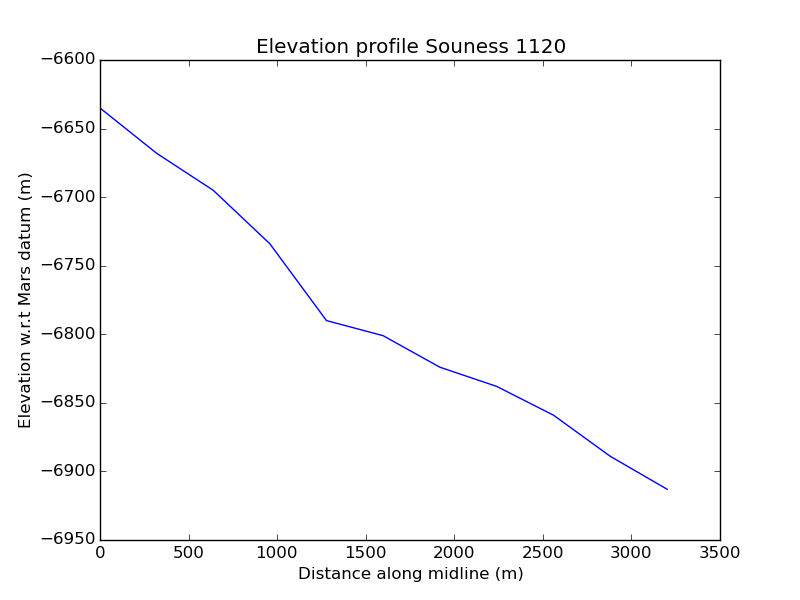 Elevation profile Souness 1120
−6600
−6650
−6700
−6750
−6800
−6850
−6900
−6950
Elevation w.r.t Mars datum (m)
0 500 1000 1500 2000 2500 3000 3500
Distance along midline (m)